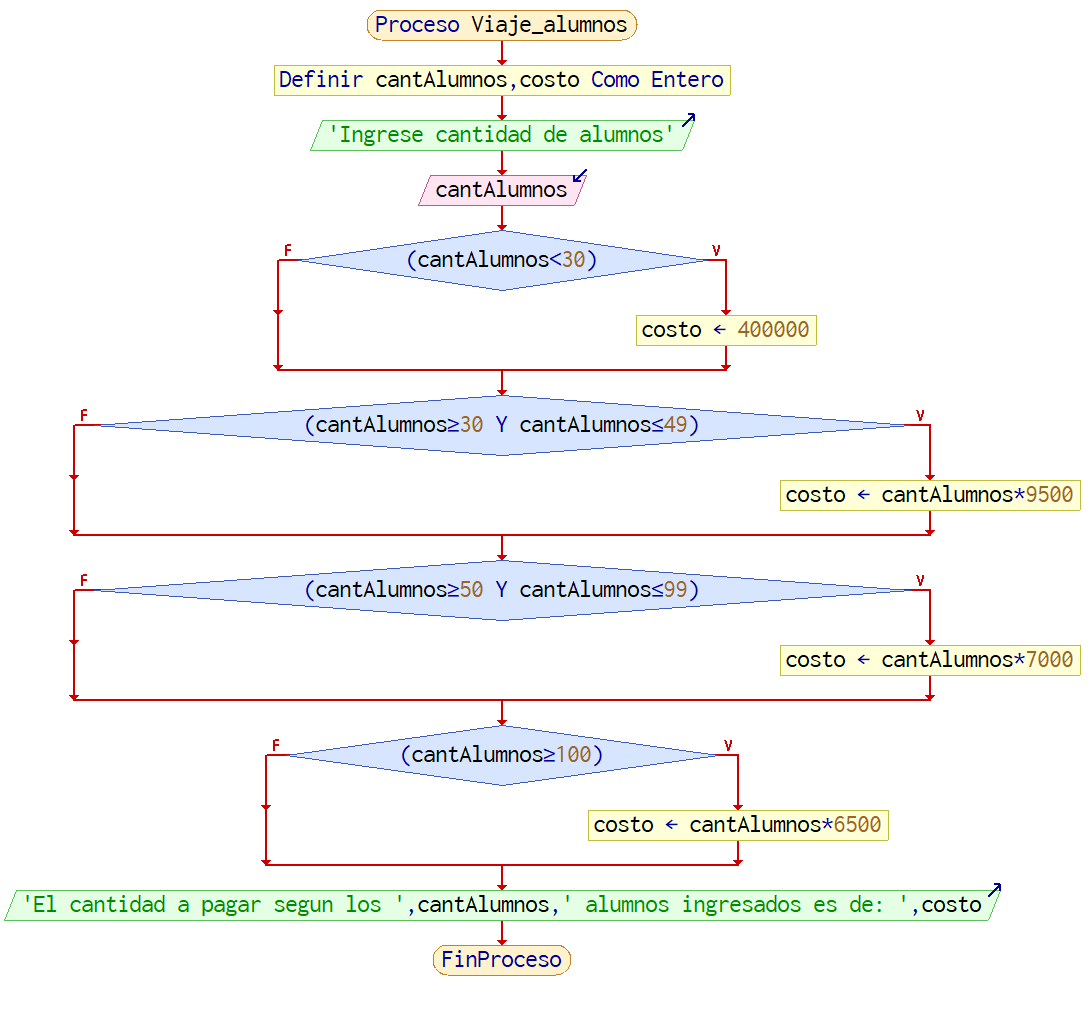 Proceso Viaje_alumnos
Definir cantAlumnos,costo Como Entero
'Ingrese cantidad de alumnos'
cantAlumnos
F
(cantAlumnos<30)
V
costo ← 400000
F
(cantAlumnos≥30 Y cantAlumnos≤49)
V
costo ← cantAlumnos*9500
F
(cantAlumnos≥50 Y cantAlumnos≤99)
V
costo ← cantAlumnos*7000
F
(cantAlumnos≥100)
V
costo ← cantAlumnos*6500
'El cantidad a pagar segun los ',cantAlumnos,' alumnos ingresados es de: ',costo
FinProceso